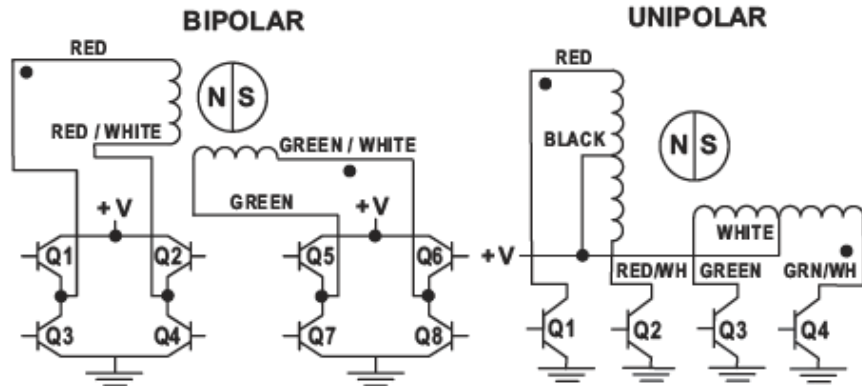 BIPOLAR
RED
N S
RED / WHITE
GREEN / WHITE
GREEN
+V
+V
Q1
Q2
Q5
Q6
Q3
Q4
Q7
Q8
UNIPOLAR
RED
BLACK
N S
WHITE
+V
RED/WH
GREEN
GRN/WH
Q1
Q2
Q3
Q4